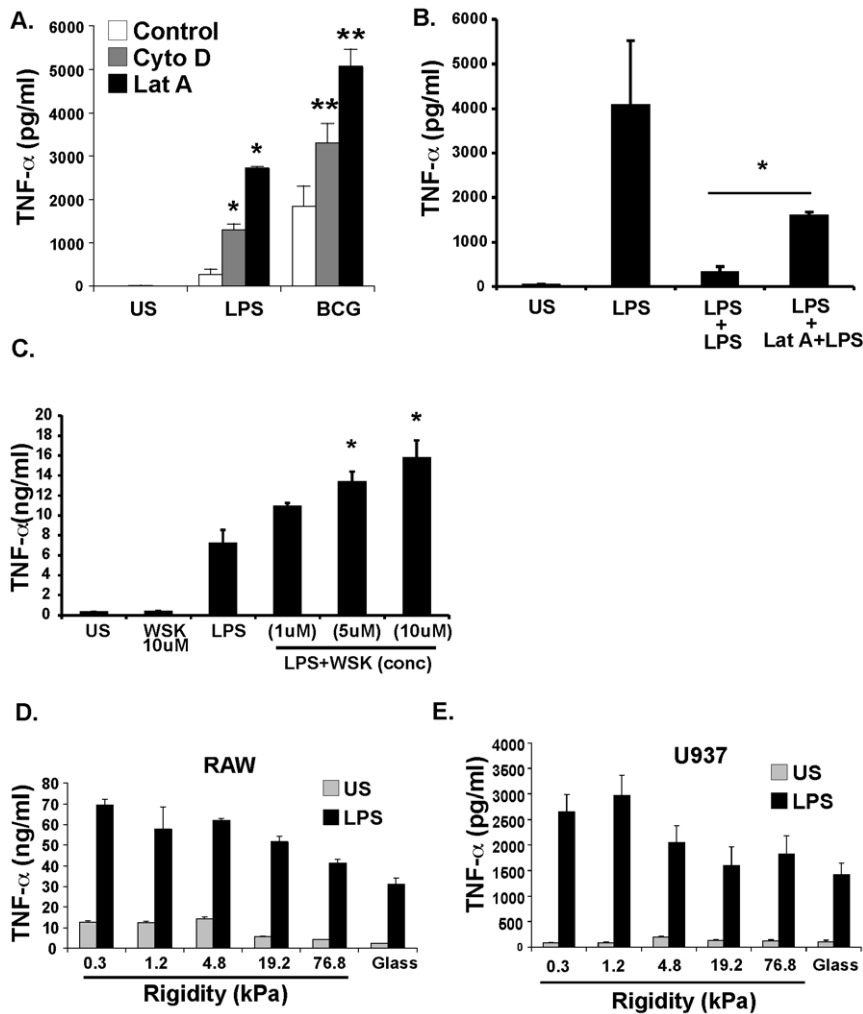 A.
Control
Cyto D
Lat A
TNF-α (pg/ml)
6000
5000
4000
3000
2000
1000
0
*
*
**
**
US
LPS
BCG
B.
TNF-α (pg/ml)
6000
5000
4000
3000
2000
1000
0
*
US
LPS
LPS
+
LPS
LPS
+
Lat A+LPS
C.
TNF-α(ng/ml)
20
18
16
14
12
10
8
6
4
2
0
*
*
US
WSK
10uM
LPS
(1uM)
(5uM)
(10uM)
LPS+WSK (conc)
D.
RAW
US
LPS
TNF-α (ng/ml)
80
70
60
50
40
30
20
10
0
0.3
1.2
4.8
19.2
76.8
Glass
Rigidity (kPa)
E.
U937
US
LPS
TNF-α (pg/ml)
4000
3500
3000
2500
2000
1500
1000
500
0
0.3
1.2
4.8
19.2
76.8
Glass
Rigidity (kPa)